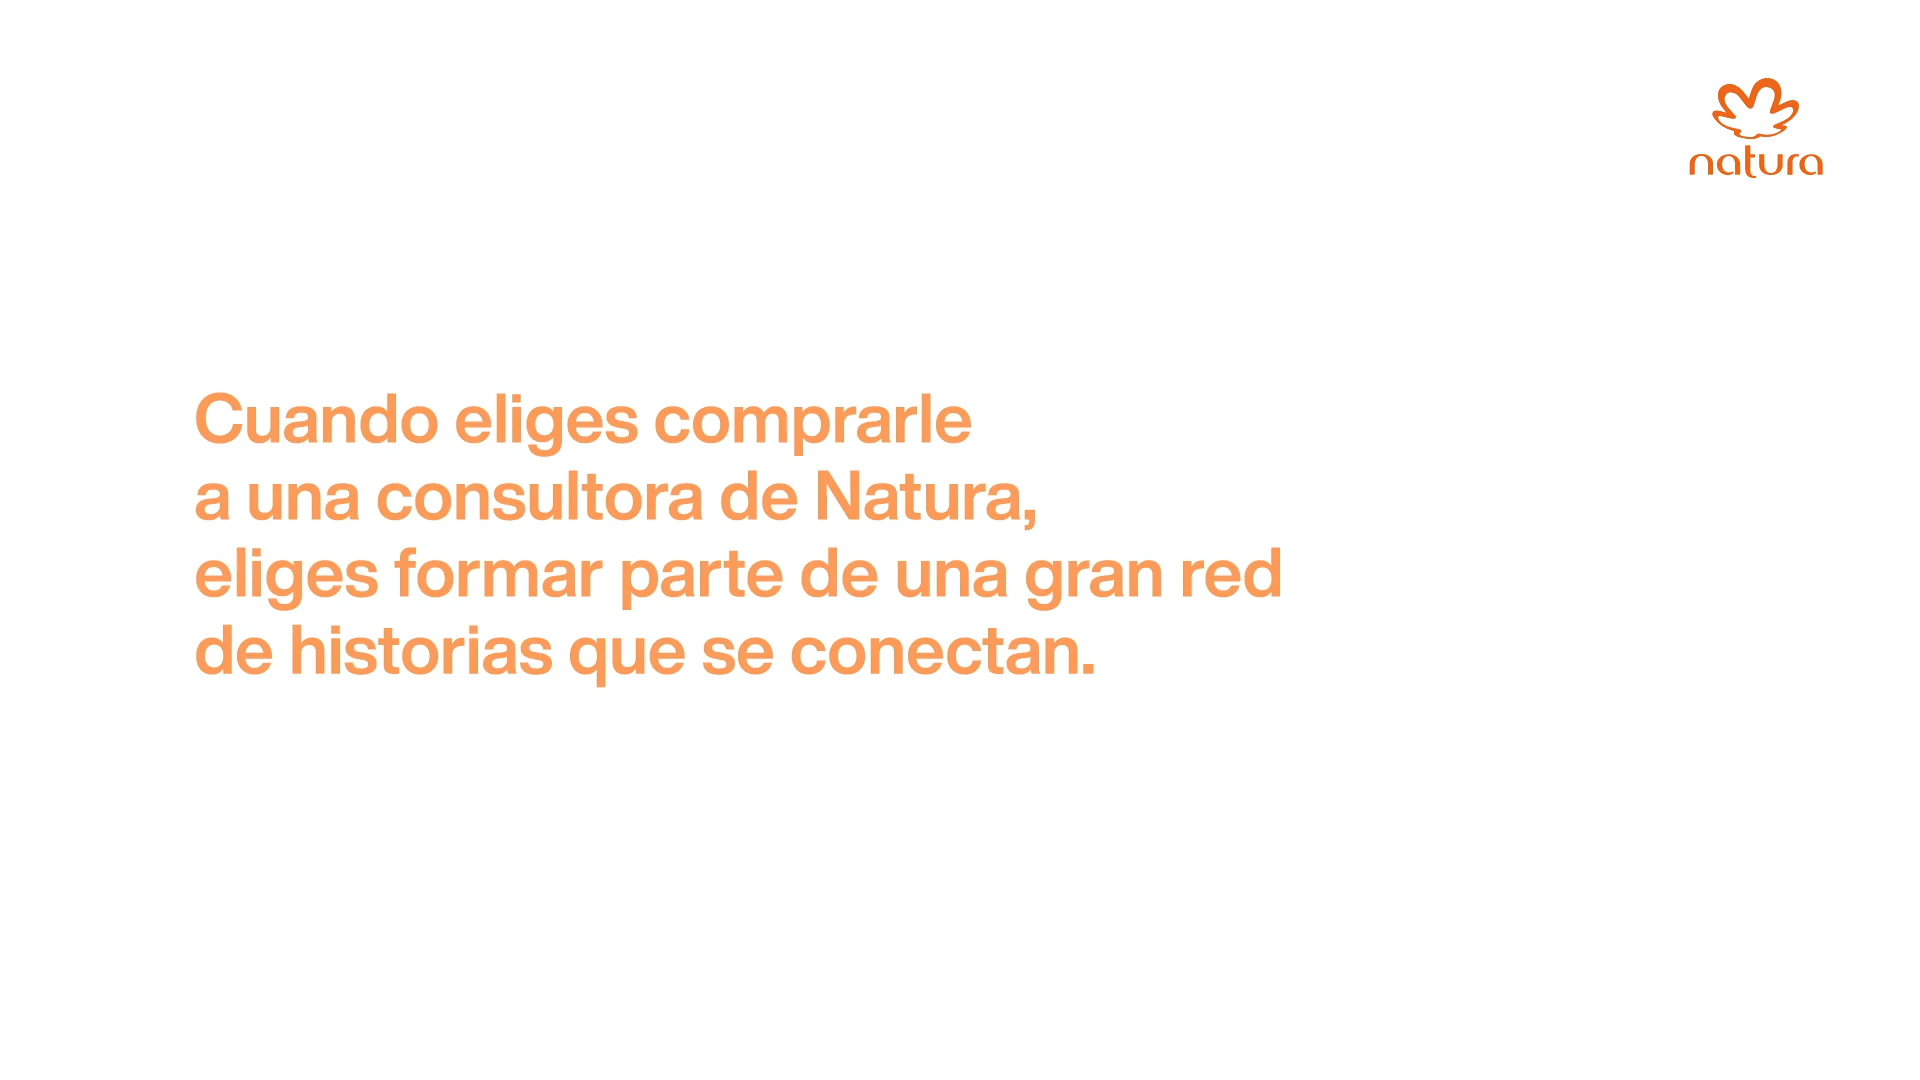 natura
Cuando eliges comprarle
a una consultora de Natura,
eliges formar parte de una gran red
de historias que se conectan.